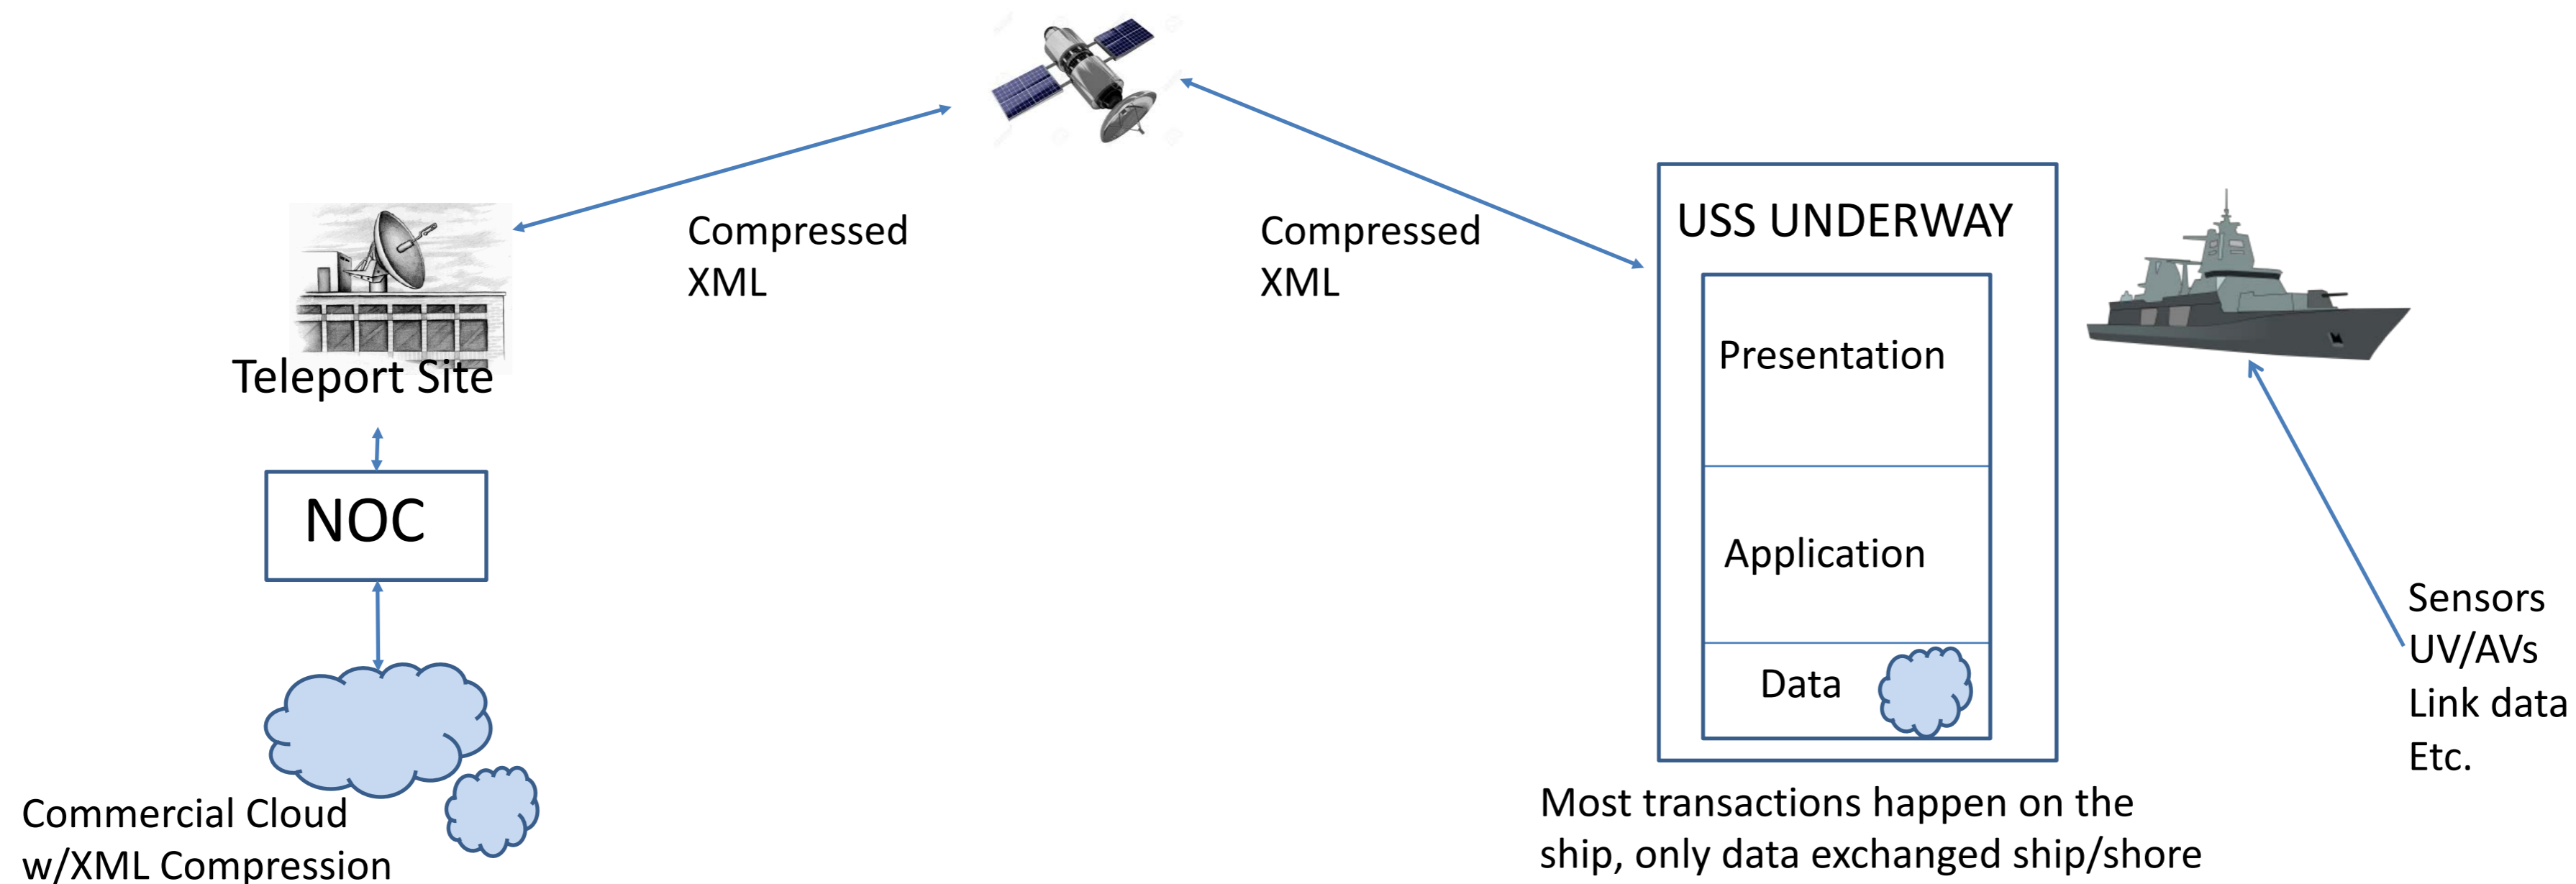 Compressed
XML
Compressed
XML
USS UNDERWAY
Presentation
Application
Data
Teleport Site
NOC
Commercial Cloud
w/XML Compression
Most transactions happen on the
ship, only data exchanged ship/shore
Sensors
UV/AVs
Link data
Etc.